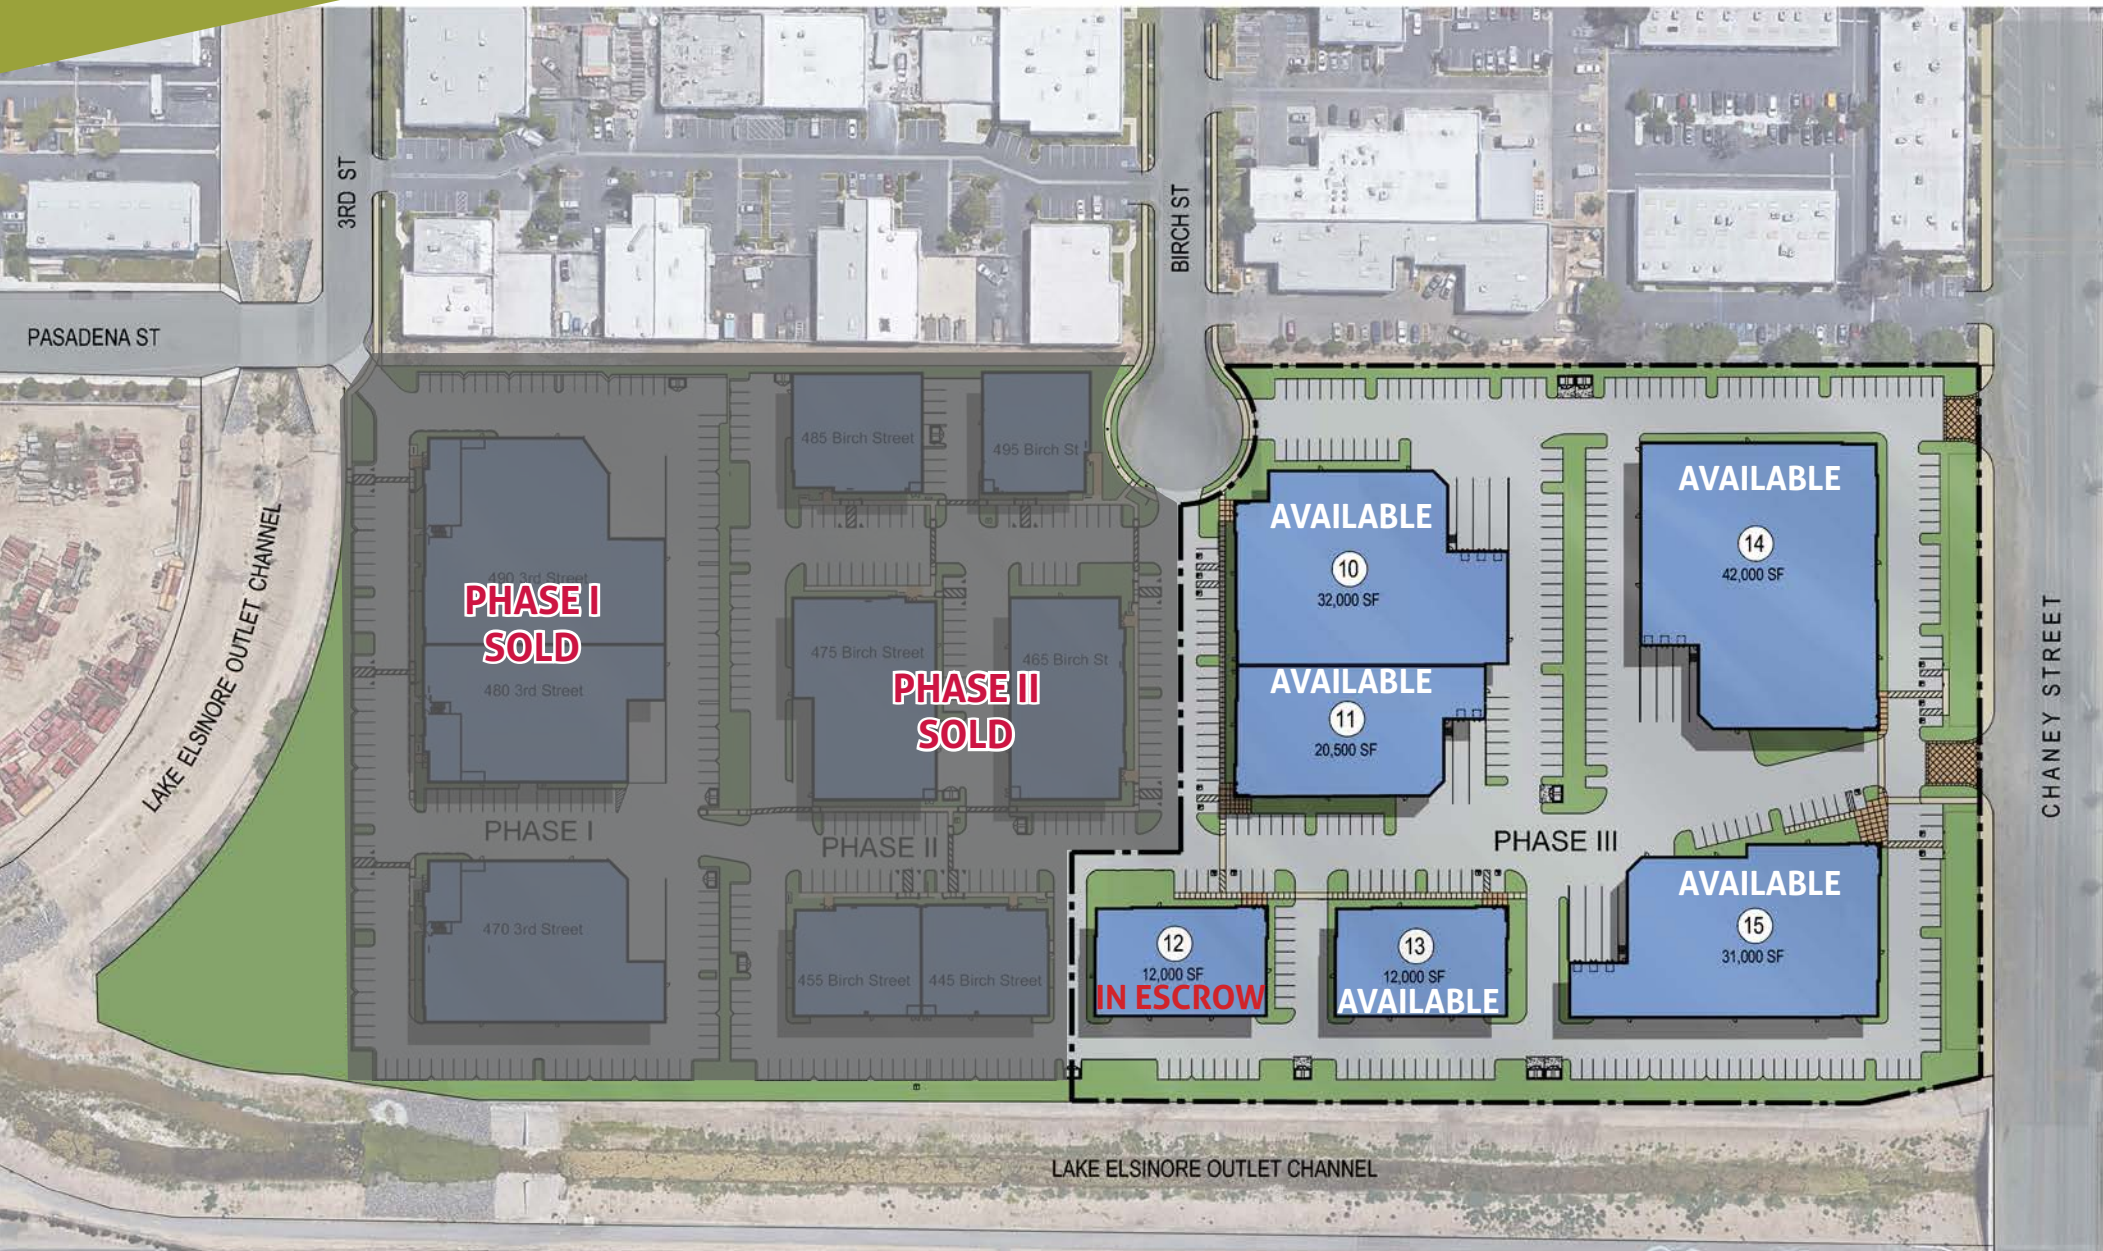 3RD ST
BIRCH ST
PASADENA ST
LAKE ELSINORE OUTLET CHANNEL
485 Birch Street
495 Birch St
490 3rd Street
PHASE I
SOLD
480 3rd Street
475 Birch Street
465 Birch St
PHASE II
SOLD
PHASE I
PHASE II
470 3rd Street
455 Birch Street
445 Birch Street
AVAILABLE
10
32,000 SF
AVAILABLE
11
20,500 SF
AVAILABLE
14
42,000 SF
PHASE III
12
12,000 SF
IN ESCROW
13
12,000 SF
AVAILABLE
AVAILABLE
15
31,000 SF
CHANEY STREET
LAKE ELSINORE OUTLET CHANNEL